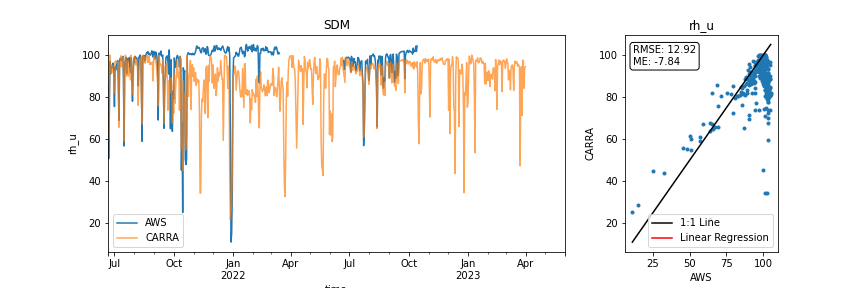 SDM
rh_u
100
80
60
40
20
rh_u
AWS
CARRA
Jul
Oct
Jan
2022
Apr
Jul
Oct
Jan
2023
Apr
rh_u
RMSE: 12.92
ME: -7.84
100
80
60
40
20
CARRA
1:1 Line
Linear Regression
25
50
75
100
AWS